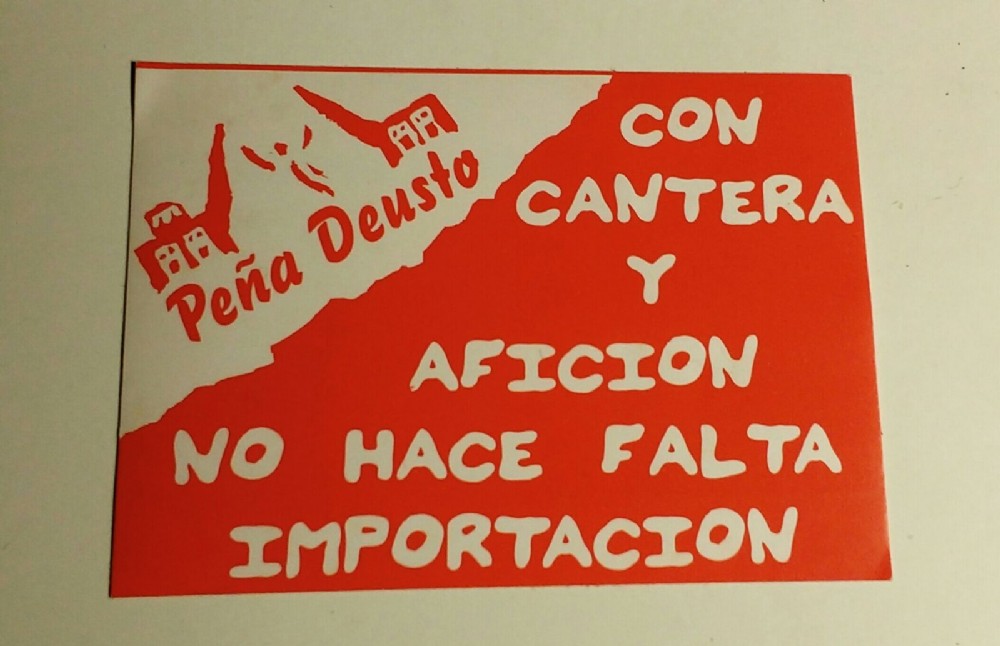 Peña Deusto
CON
CANTERA
Y
AFICION
NO HACE FALTA
IMPORTACION